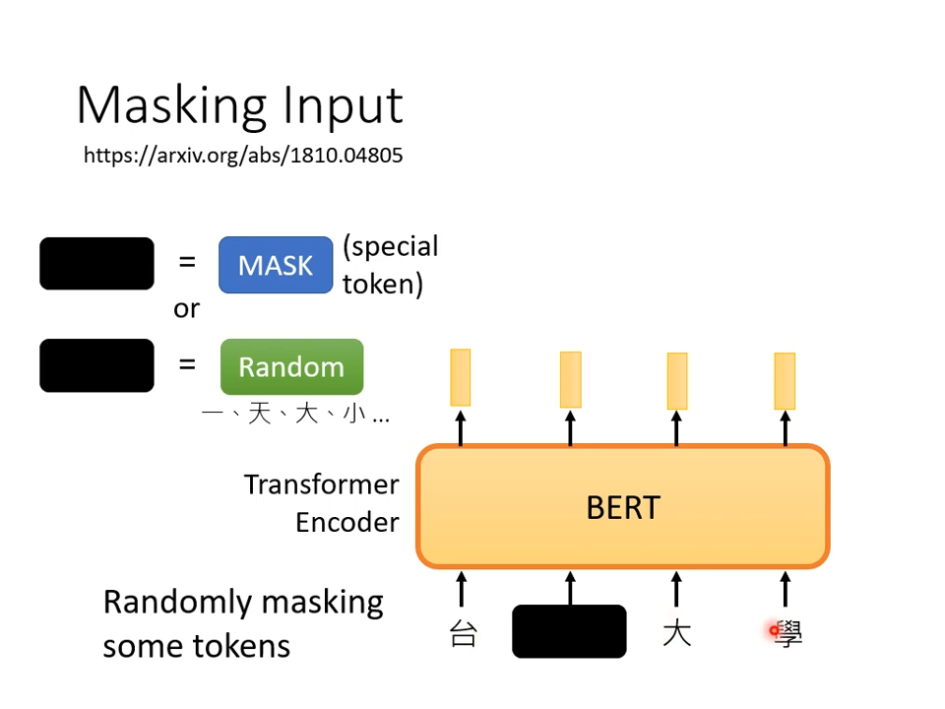 Masking Input
https://arxiv.org/abs/1810.04805
= MASK (special token)
or
= Random
一、天、大、小 ...
Transformer
Encoder
BERT
Randomly masking
some tokens
台 大 學